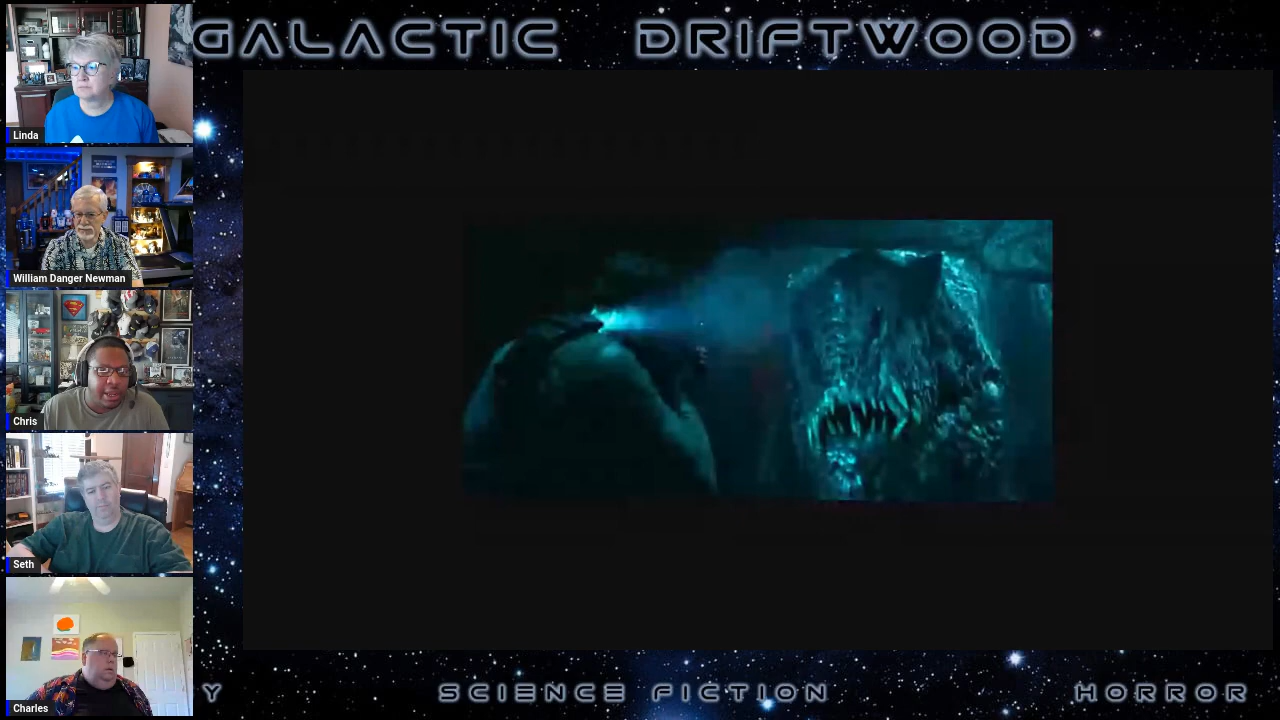 GALACTIC DRIFTWOOD
Linda
William Danger Newman
Chris
Seth
Charles
Y SCIENCE FICTION HORROR